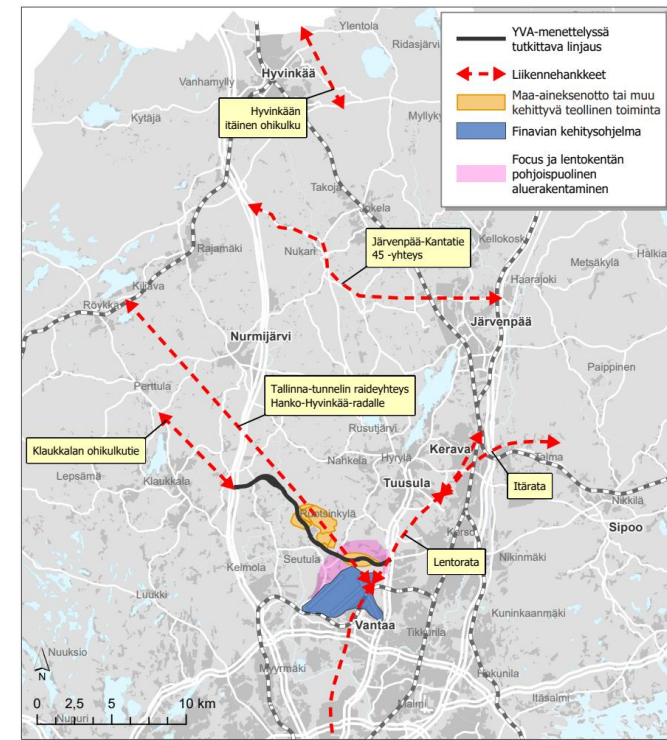 Ylentola
Ridasjärvi
Hyvinkää
Vanhamylly
Kytäjä
Hyvinkään
itäinen ohikulku
YVA-menettelyssä
tutkittava linjaus
Liikennehankkeet
Maa-aineksenotto tai muu
kehittyvä teollinen toiminta
Finavian kehitysohjelma
Focus ja lentokentän
pohjoispuolinen
aluerakentaminen
Takoja
Jokela
Kellokoski
Metsäkylä
Haarajoki
Nukari
Rajamäki
Järvenpää-Kantatie
45 -yhteys
Kiljava
Röykkä
Järvenpää
Nurmijärvi
Paippinen
Perttula
Tallinna-tunnelin raideyhteys
Hanko-Hyvinkää-radalle
Klaukkalan ohikulkutie
Rusutjärvi
Kerava
Talma
Nahkela
Hyrylä
Lepsämä
Klaukkala
Tuusula
Itärata
Nikkilä
Ruotsinkylä
Sipoo
Korso
Keimola
Seutula
Lentorata
Nikinmäki
Luukki
Kuninkaanmäki
Vantaa
Tikkurila
Nuuksio
Myyrmäki
Hakunila
Itäsalmi
N
Malmi
0 2,5 5 10 km
Nupuri